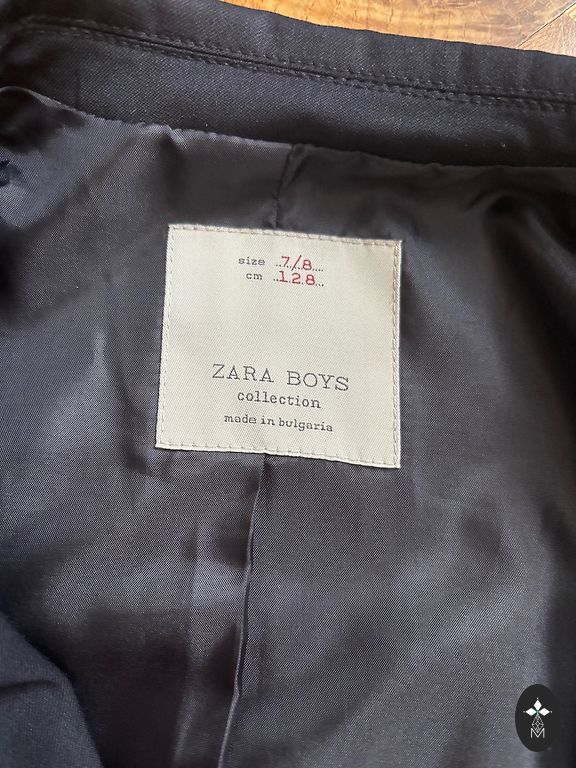 size ..7/8...
cm ..128...
ZARA BOYS
collection
made in bulgaria